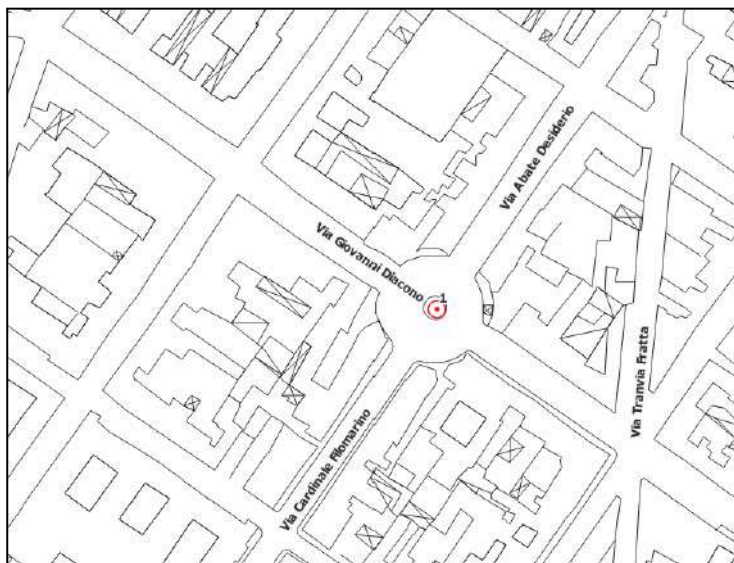 Via Abate Desiderio
Via Giovanni Diacono
1
Via Tranvia Fratta
Via Cardinale Filomarino